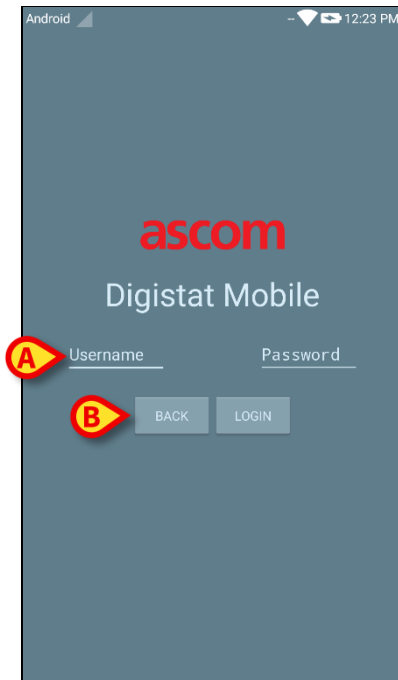 Android -- 12:23 PM
ascom
Digistat Mobile
A Username Password
B BACK LOGIN